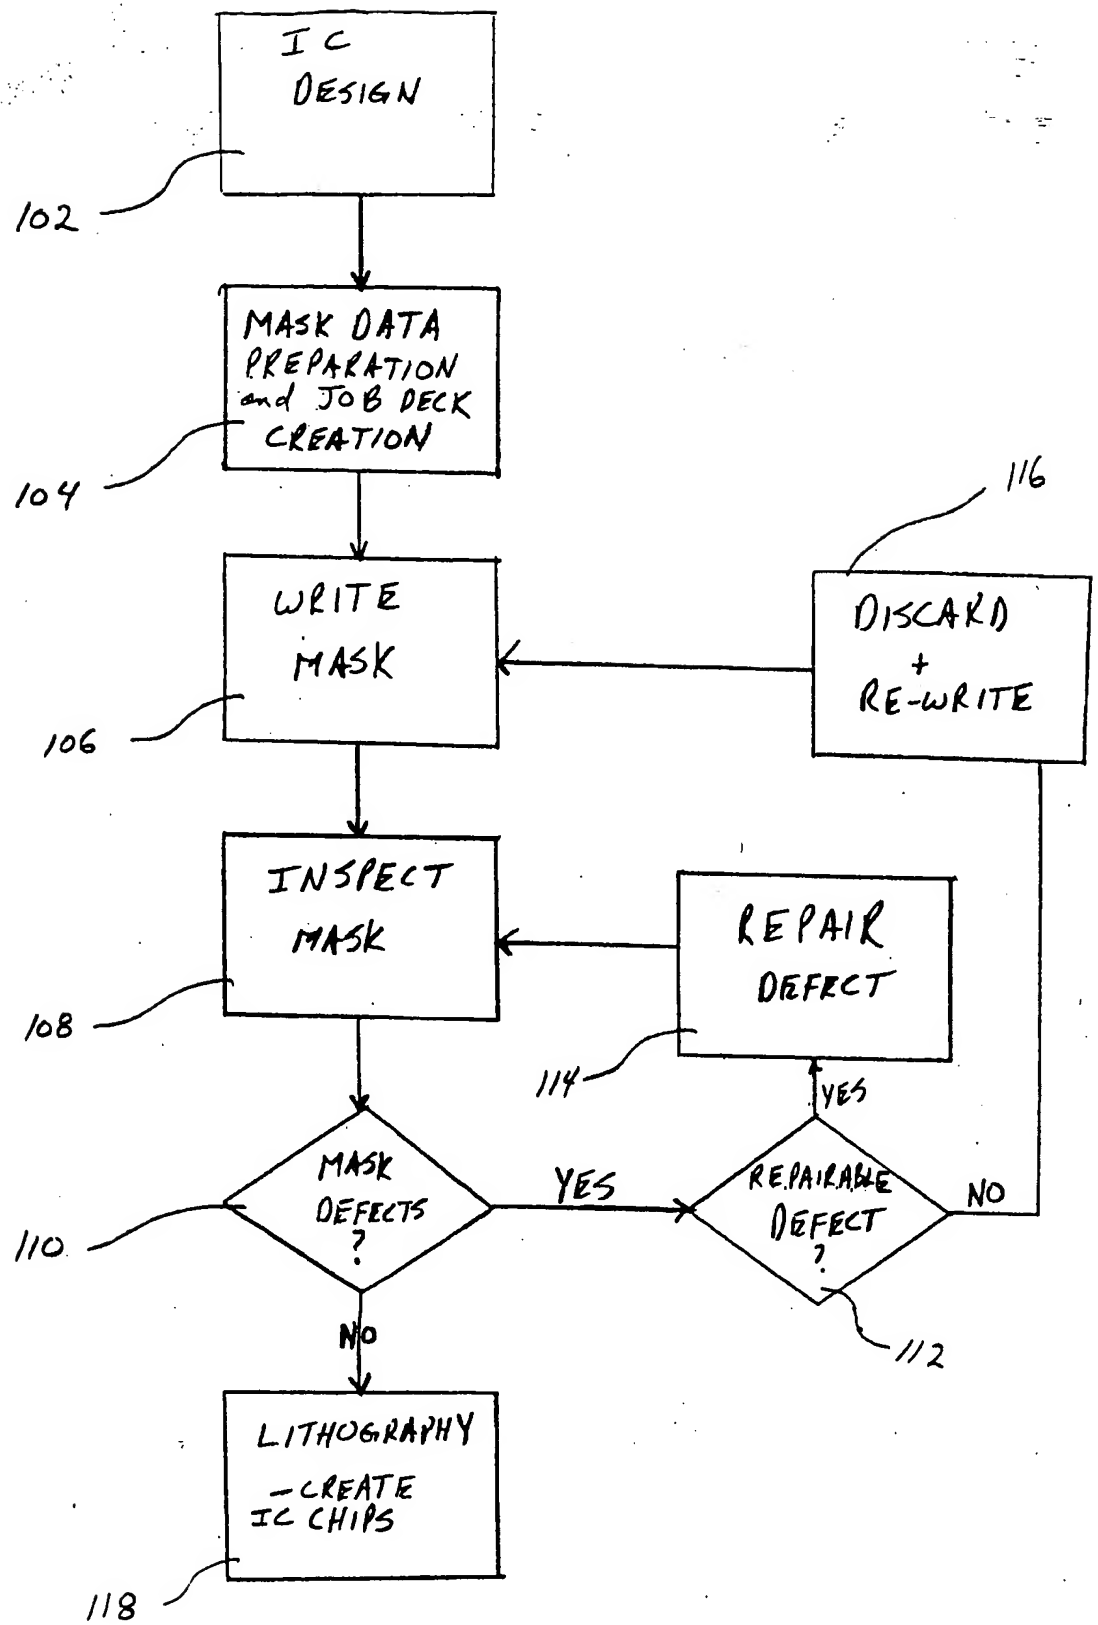 IC
DESIGN
102
MASK DATA
PREPARATION
and JOB DECK
CREATION
104
116
WRITE
MASK
DISCARD
+
RE-WRITE
106
INSPECT
MASK
REPAIR
DEFECT
108
114
YES
MASK
DEFECTS
?
YES
REPAIRABLE
DEFECT
?
NO
110
112
NO
LITHOGRAPHY
- CREATE
IC CHIPS
118